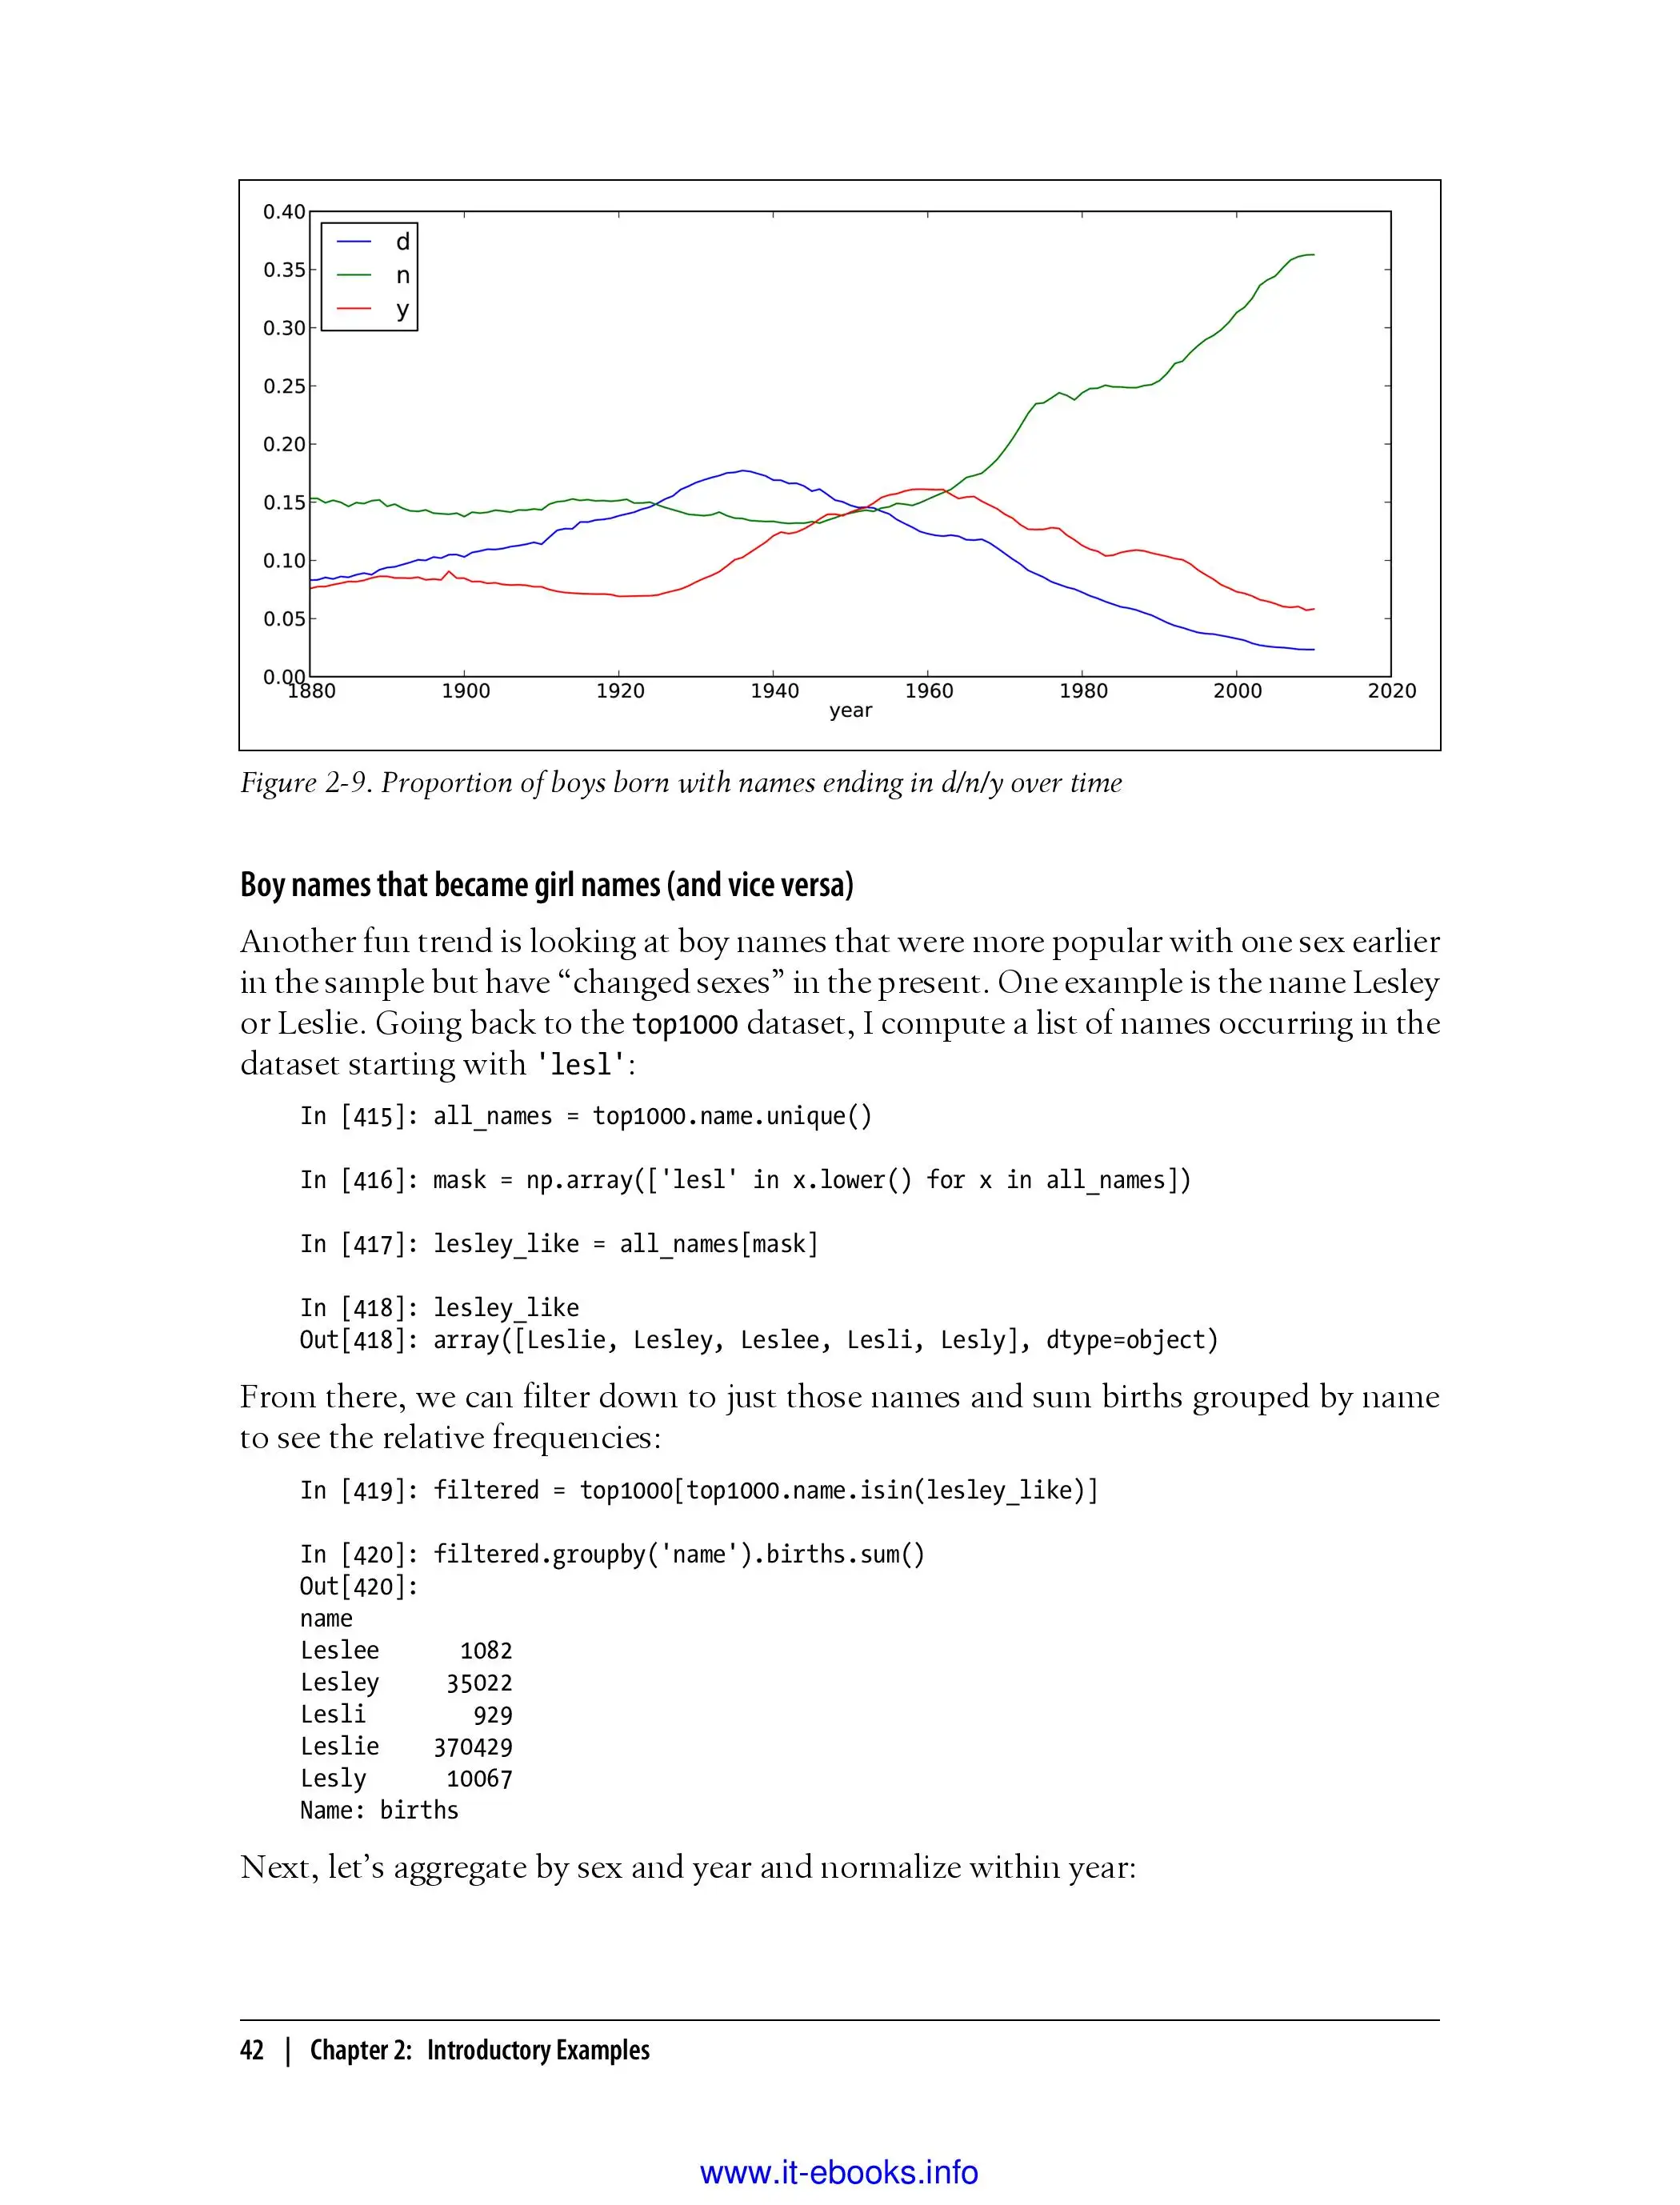 0.40
0.35
0.30
0.25
0.20
0.15
0.10
0.05
0.00
d
n
y
1880 1900 1920 1940 1960 1980 2000 2020
year
Figure 2-9. Proportion of boys born with names ending in d/n/y over time
Boy names that became girl names (and vice versa)
Another fun trend is looking at boy names that were more popular with one sex earlier
in the sample but have “changed sexes” in the present. One example is the name Lesley
or Leslie. Going back to the top1000 dataset, I compute a list of names occurring in the
dataset starting with 'lesl':
In [415]: all_names = top1000.name.unique()
In [416]: mask = np.array(['lesl' in x.lower() for x in all_names])
In [417]: lesley_like = all_names[mask]
In [418]: lesley_like
Out[418]: array([Leslie, Lesley, Leslee, Lesli, Lesly], dtype=object)
From there, we can filter down to just those names and sum births grouped by name
to see the relative frequencies:
In [419]: filtered = top1000[top1000.name.isin(lesley_like)]
In [420]: filtered.groupby('name').births.sum()
Out[420]:
name
Leslee 1082
Lesley 35022
Lesli 929
Leslie 370429
Lesly 10067
Name: births
Next, let’s aggregate by sex and year and normalize within year:
42 | Chapter 2: Introductory Examples
www.it-ebooks.info